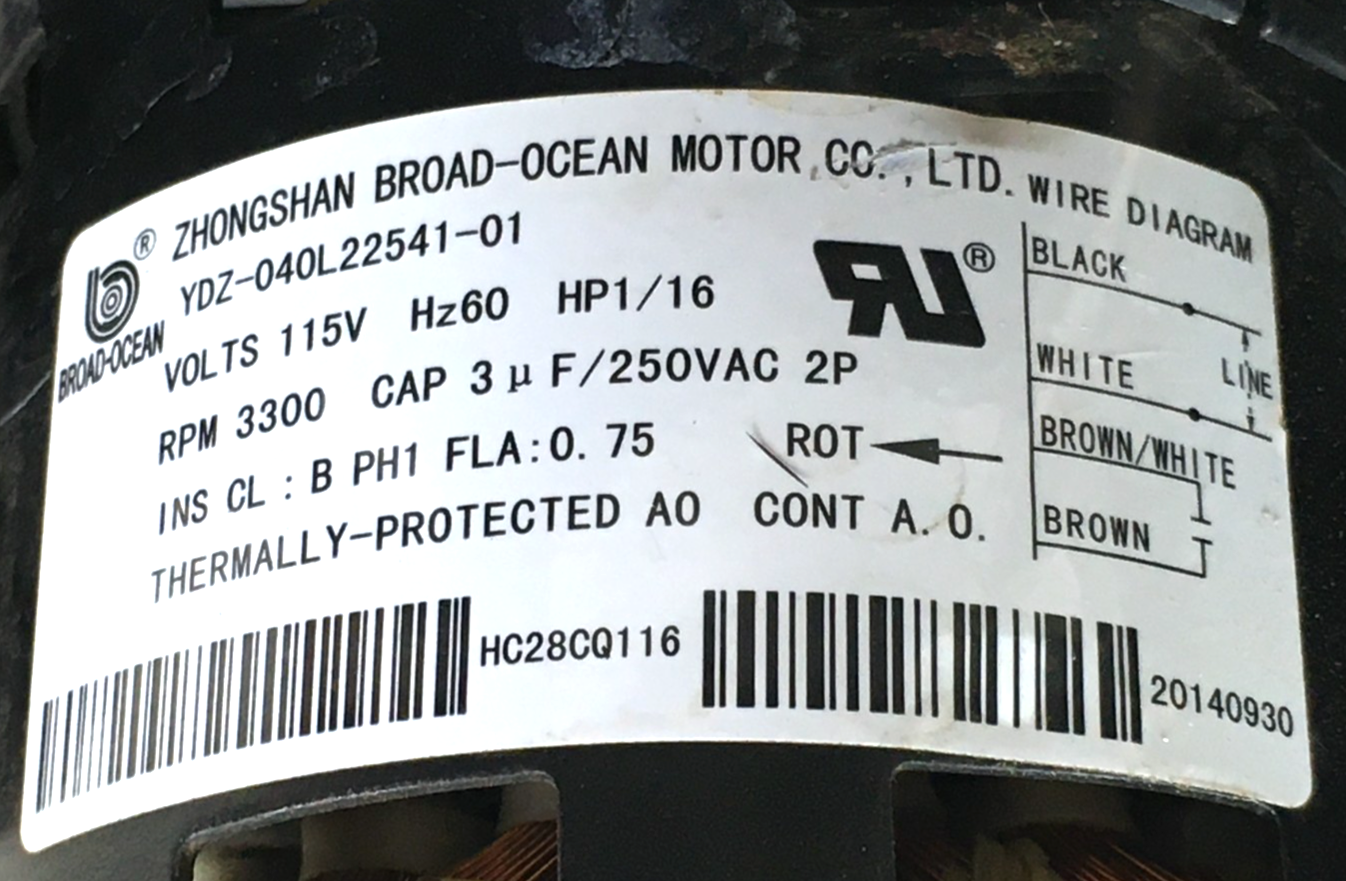 ZHONGSHAN BROAD-OCEAN MOTOR CO.,LTD.
®
BROAD-OCEAN
YDZ-040L22541-01
VOLTS 115V Hz60 HP1/16
RPM 3300 CAP 3μF/250VAC 2P
INS CL : B PH1 FLA:0.75 ROT
THERMALLY-PROTECTED AO CONT A.O.
RU®
WIRE DIAGRAM
BLACK
WHITE
LINE
BROWN/WHITE
BROWN
HC28CQ116
20140930